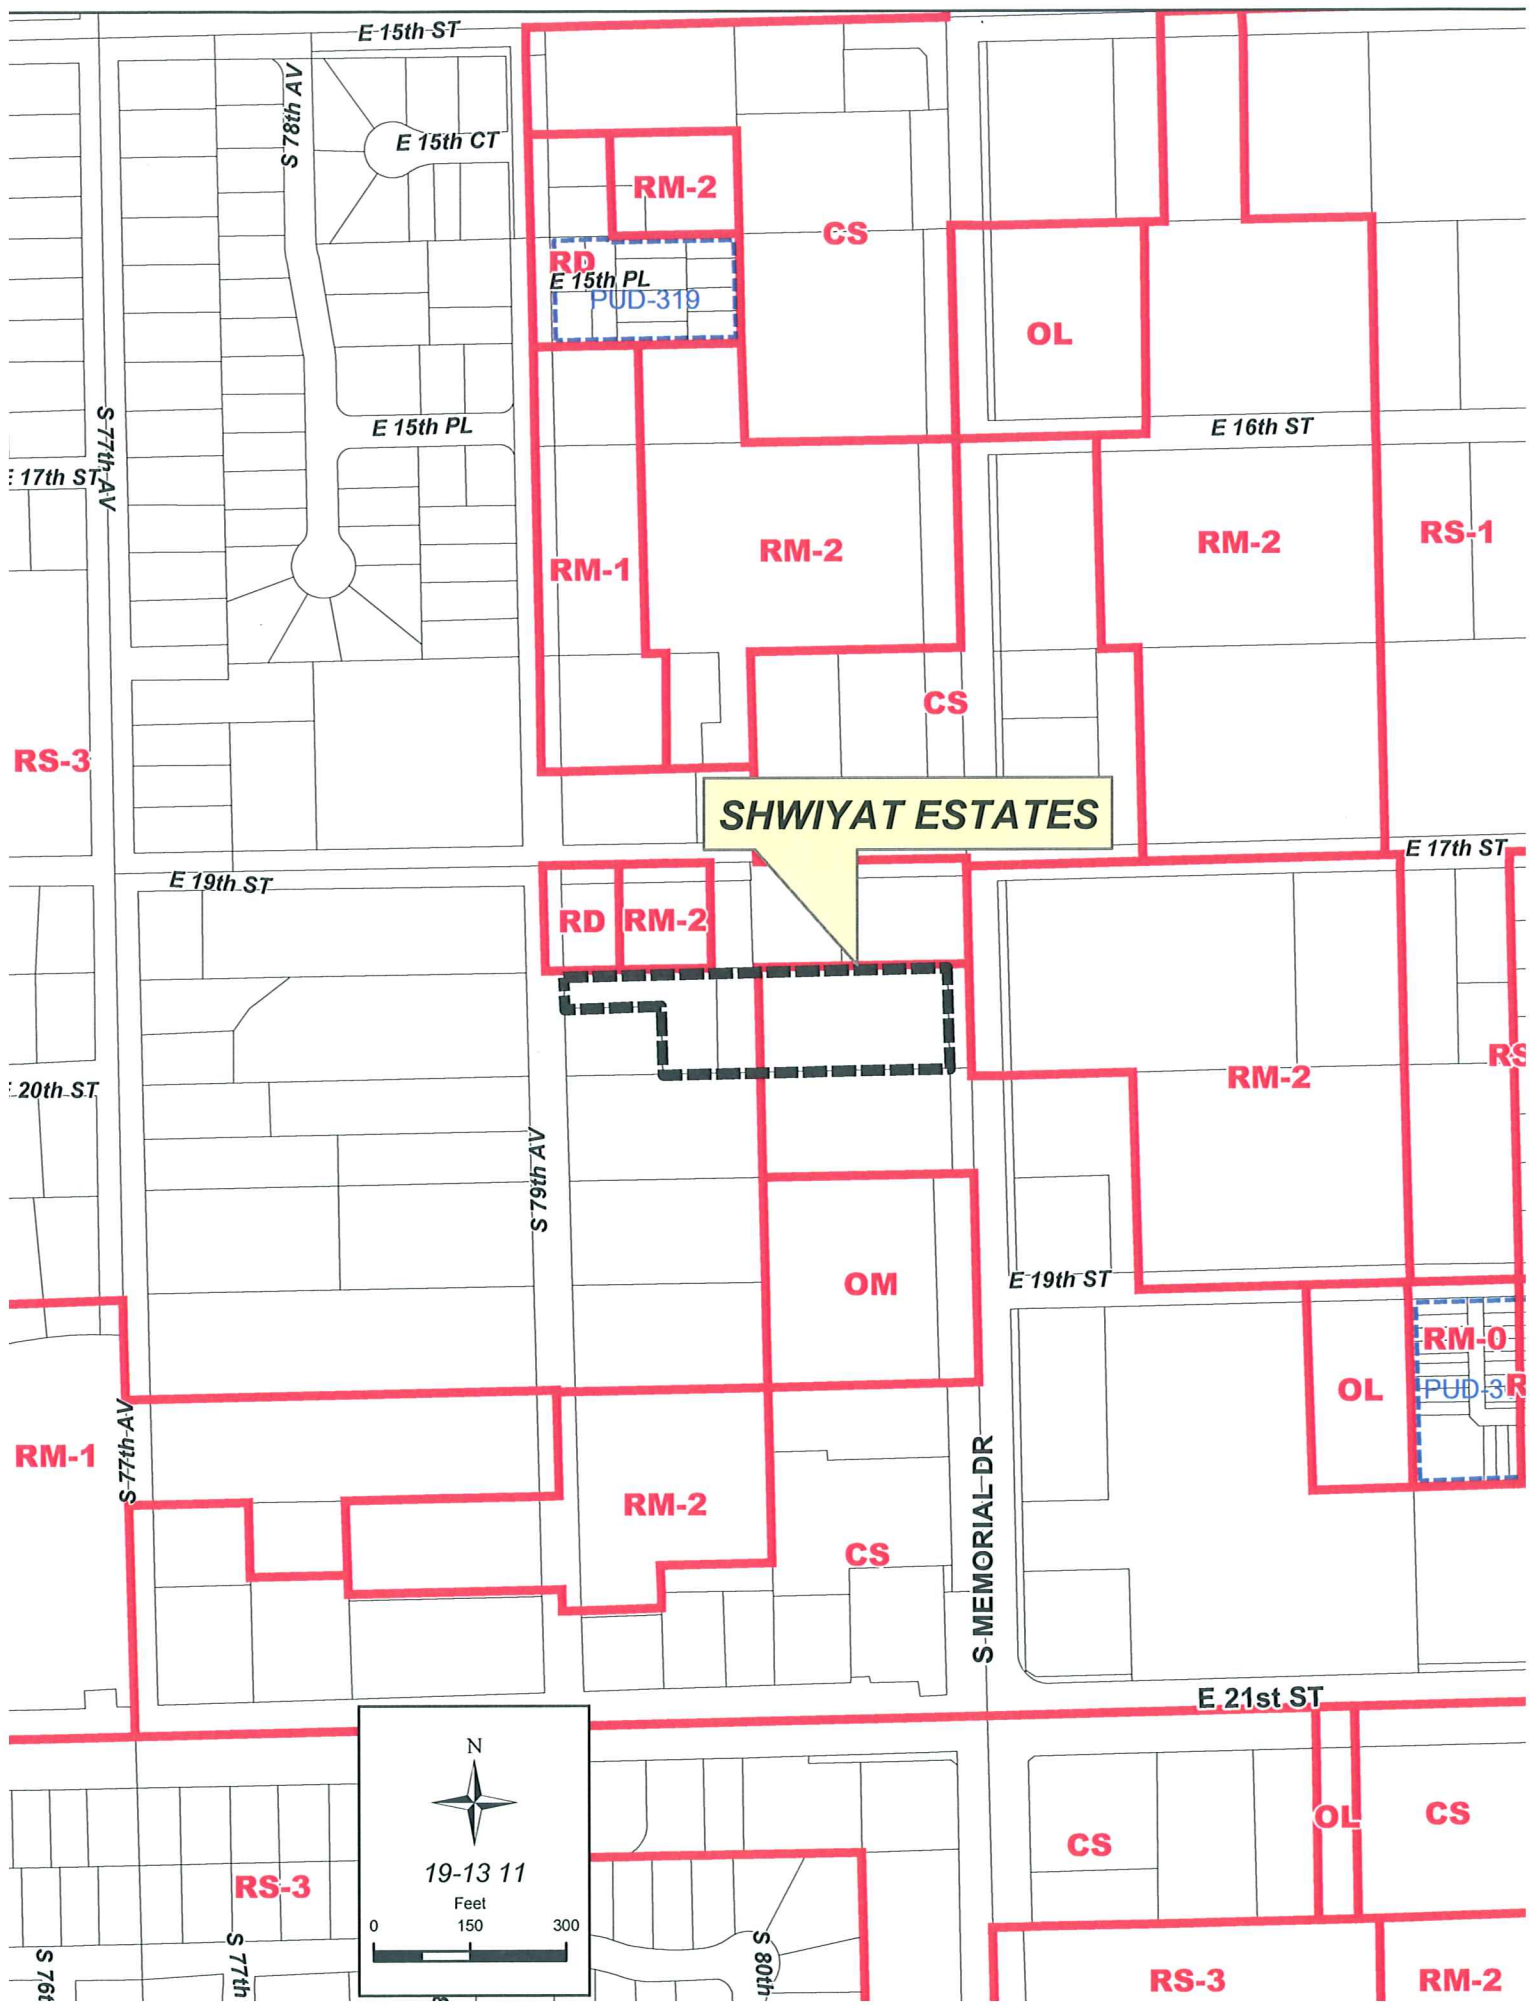 E 15th ST
S 78th AV
E 15th CT
RM-2
CS
RD
E 15th PL
PUD-319
OL
S 77th AV
E 15th PL
E 16th ST
E 17th ST
RM-1
RM-2
RM-2
RS-1
CS
RS-3
SHWIYAT ESTATES
E 17th ST
E 19th ST
RD
RM-2
RM-2
RS
E 20th ST
S 79th AV
OM
E 19th ST
RM-0
OL
PUD-3
R
S 77th AV
RM-1
RM-2
CS
S MEMORIAL DR
E 21st ST
N
19-13 11
Feet
0 150 300
RS-3
CS
OL
CS
S 76t
S 77th
S 80th
RS-3
RM-2